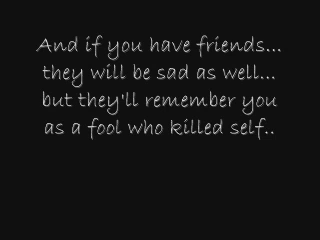 And if you have friends...
they will be sad as well...
but they'll remember you
as a fool who killed self..